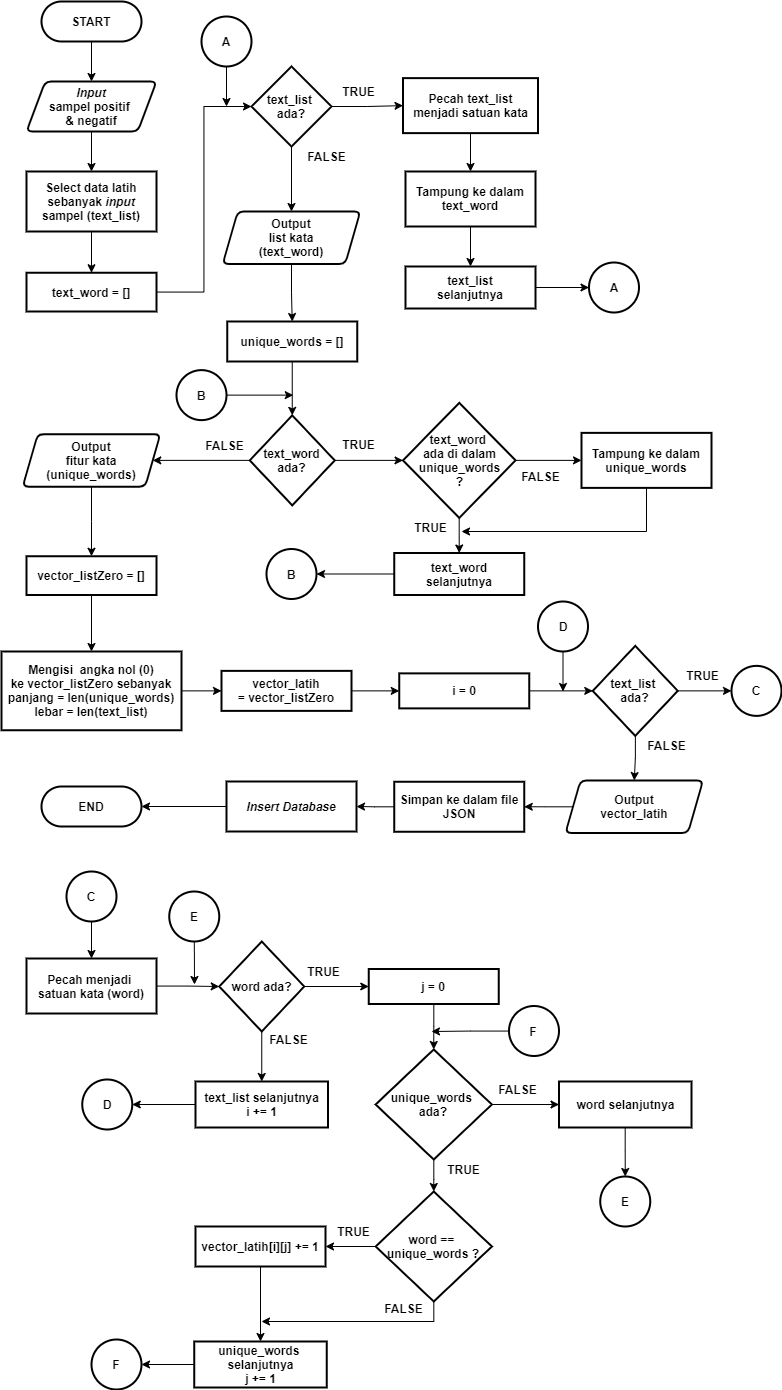 START
A
Input
sampel positif
& negatif
text_list
ada?
TRUE
Pecah text_list
menjadi satuan kata
FALSE
Select data latih
sebanyak input
sampel (text_list)
Tampung ke dalam
text_word
Output
list kata
(text_word)
text_word = []
text_list
selanjutnya
A
unique_words = []
B
Output
fitur kata
(unique_words)
FALSE
text_word
ada?
TRUE
text_word
ada di dalam
unique_words
?
FALSE
Tampung ke dalam
unique_words
TRUE
vector_listZero = []
B
text_word
selanjutnya
D
Mengisi angka nol (0)
ke vector_listZero sebanyak
panjang = len(unique_words)
lebar = len(text_list)
vector_latih
= vector_listZero
i = 0
text_list
ada?
TRUE
C
FALSE
END
Insert Database
Simpan ke dalam file
JSON
Output
vector_latih
C
E
Pecah menjadi
satuan kata (word)
word ada?
TRUE
j = 0
FALSE
F
D
text_list selanjutnya
i += 1
unique_words
ada?
FALSE
word selanjutnya
TRUE
E
vector_latih[i][j] += 1
TRUE
word ==
unique_words ?
FALSE
F
unique_words
selanjutnya
j += 1